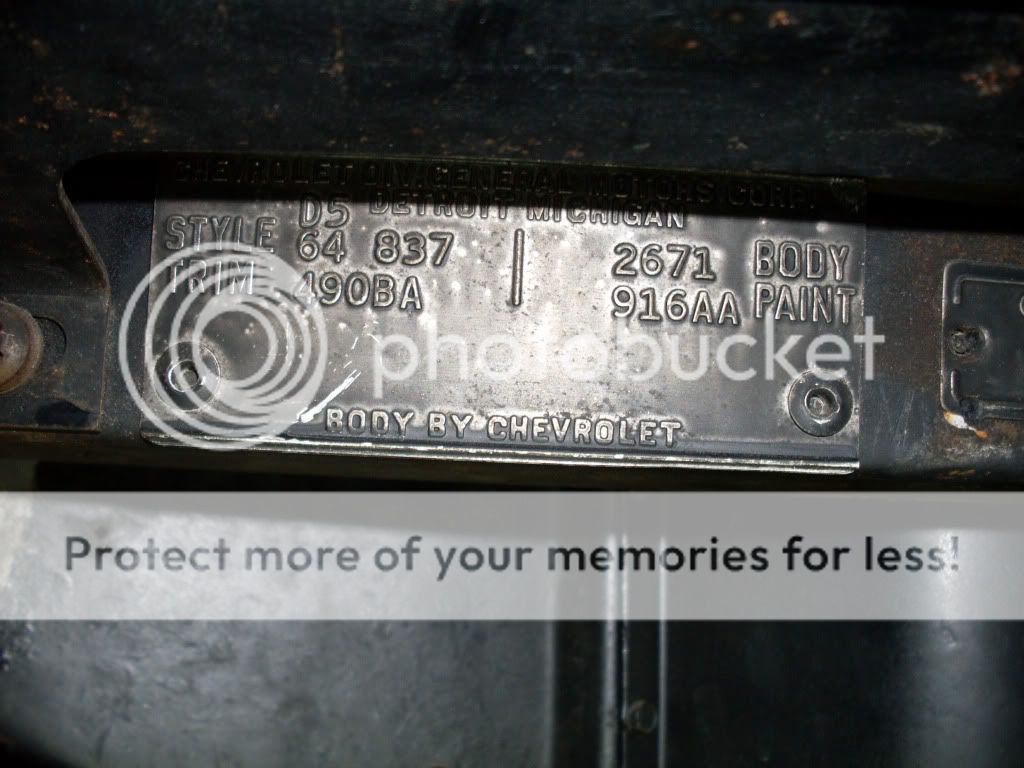 CHEVROLET DIV. GENERAL MOTORS CORP.
D5 DETROIT MICHIGAN
STYLE 64 837 2671 BODY
TRIM 490BA 916AA PAINT
photobucket
BODY BY CHEVROLET
Protect more of your memories for less!